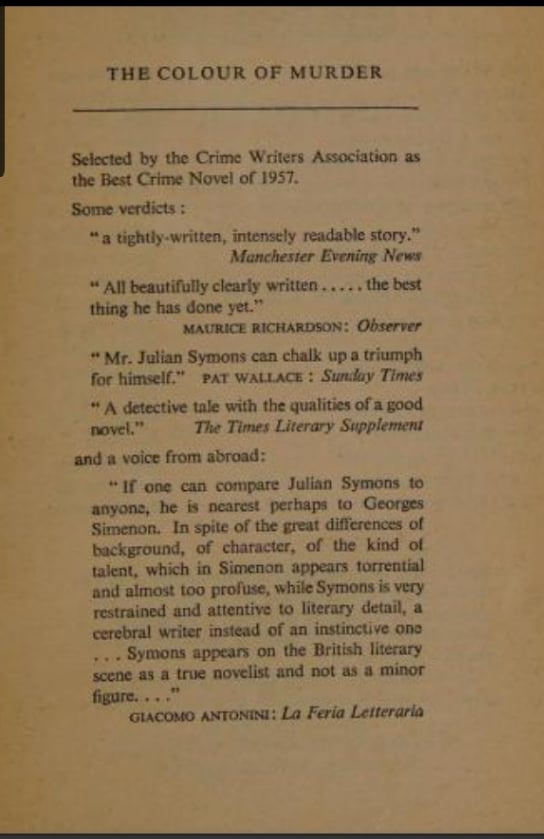 THE COLOUR OF MURDER
Selected by the Crime Writers Association as
the Best Crime Novel of 1957.
Some verdicts :
“ a tightly-written, intensely readable story.”
Manchester Evening News
“ All beautifully clearly written . . . . . the best
thing he has done yet.”
MAURICE RICHARDSON: Observer
“ Mr. Julian Symons can chalk up a triumph
for himself.” PAT WALLACE : Sunday Times
“ A detective tale with the qualities of a good
novel.” The Times Literary Supplement
and a voice from abroad:
“ If one can compare Julian Symons to
anyone, he is nearest perhaps to Georges
Simenon. In spite of the great differences of
background, of character, of the kind of
talent, which in Simenon appears torrential
and almost too profuse, while Symons is very
restrained and attentive to literary detail, a
cerebral writer instead of an instinctive one
. . . Symons appears on the British literary
scene as a true novelist and not as a minor
figure. . . .”
GIACOMO ANTONINI: La Feria Letteraria